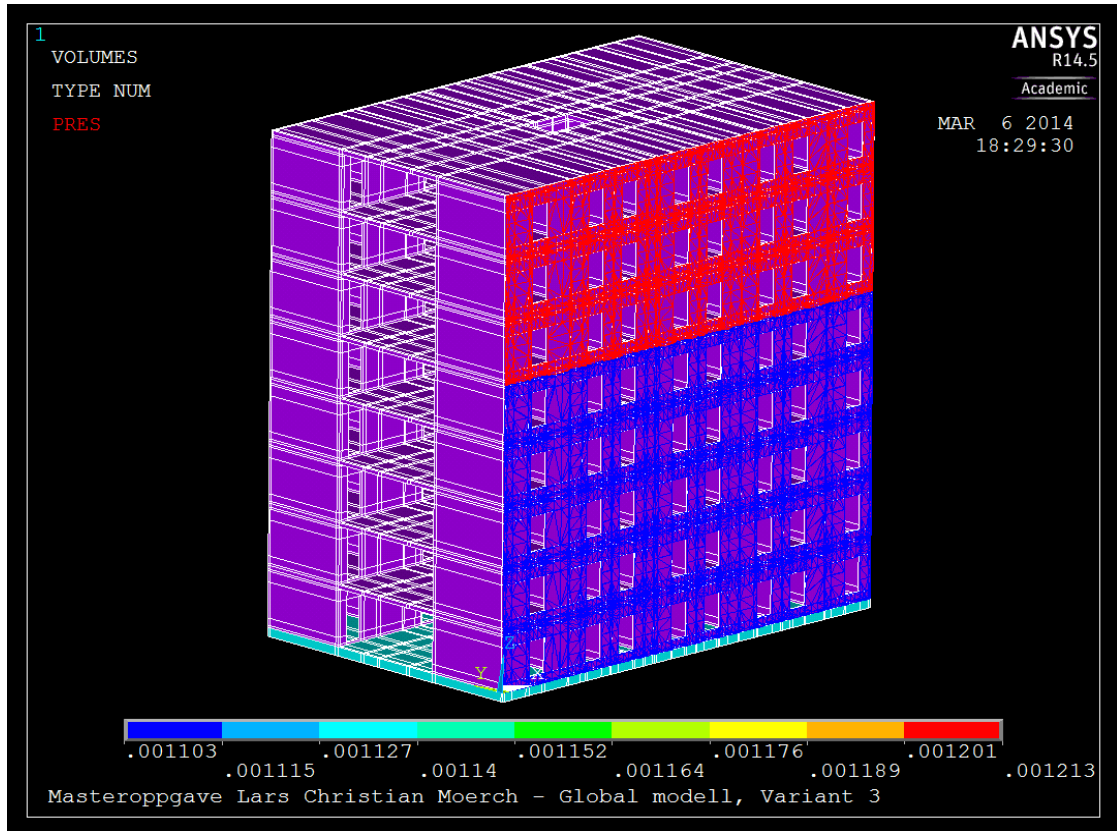 1
VOLUMES
TYPE NUM
PRES
ANSYS
R14.5
Academic
MAR 6 2014
18:29:30
Z
Y X
.001103 .001127 .001152 .001176 .001201
.001115 .00114 .001164 .001189 .001213
Masteroppgave Lars Christian Moerch - Global modell, Variant 3